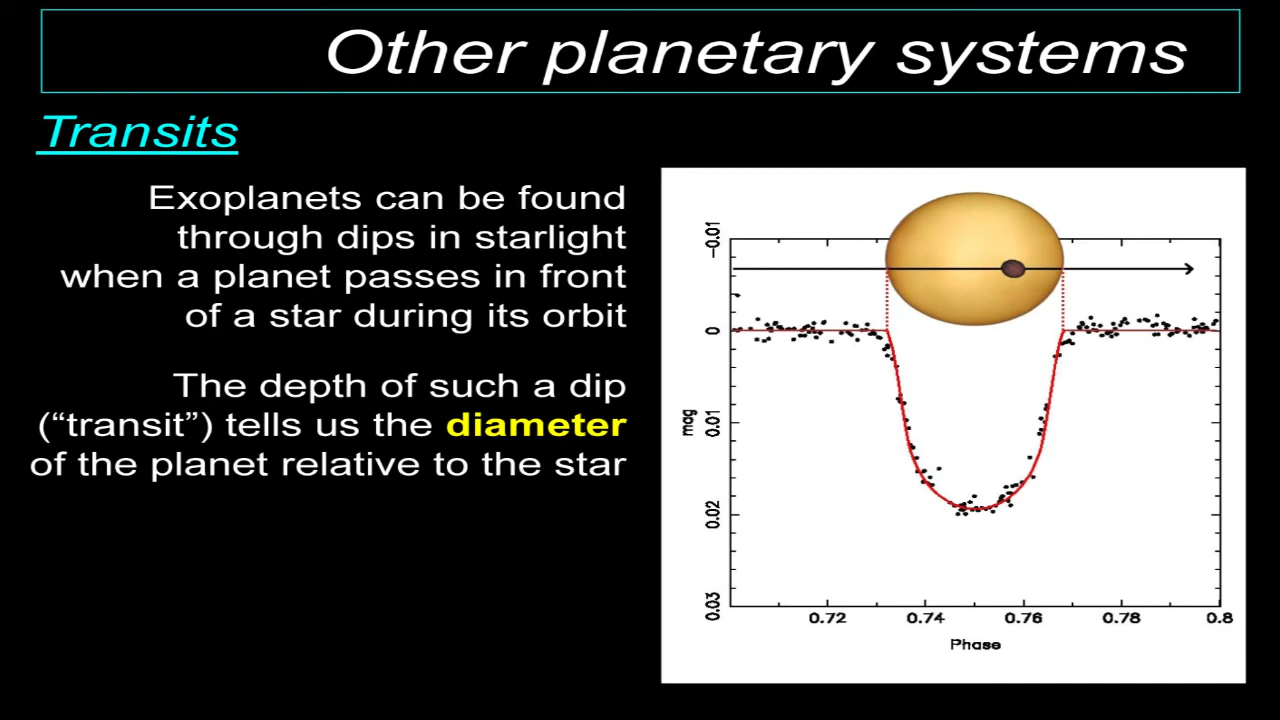 Other planetary systems
Transits
Exoplanets can be found
through dips in starlight
when a planet passes in front
of a star during its orbit
The depth of such a dip
(“transit”) tells us the diameter
of the planet relative to the star
-0.01
0
0.01
0.02
0.03
mag
0.72 0.74 0.76 0.78 0.8
Phase